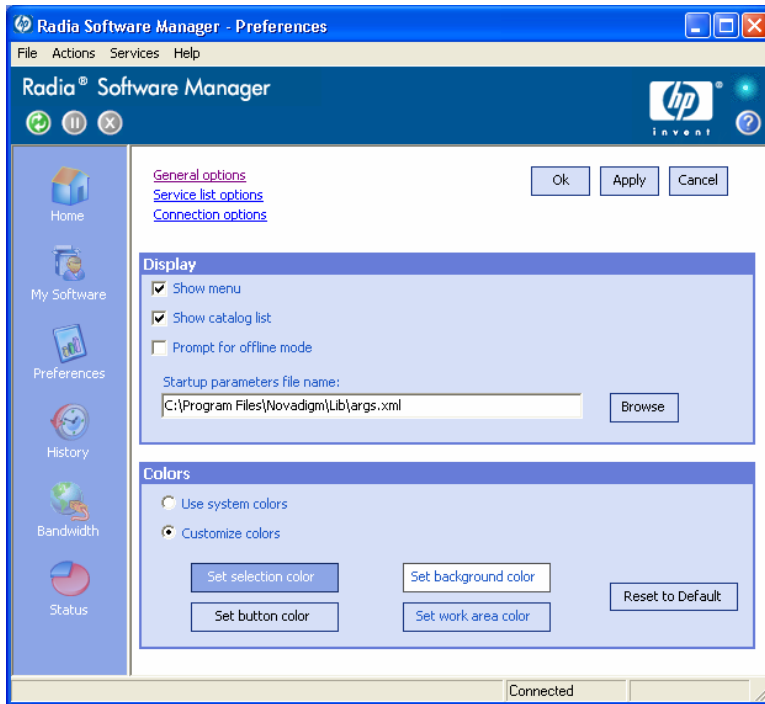 Radia Software Manager - Preferences
File Actions Services Help
Radia® Software Manager
hp ®
invent
Home
My Software
Preferences
History
Bandwidth
Status
General options
Service list options
Connection options
Ok Apply Cancel
Display
Show menu
Show catalog list
Prompt for offline mode
Startup parameters file name:
C:\Program Files\Novadigm\Lib\args.xml Browse
Colors
Use system colors
Customize colors
Set selection color Set background color
Set button color Set work area color
Reset to Default
Connected